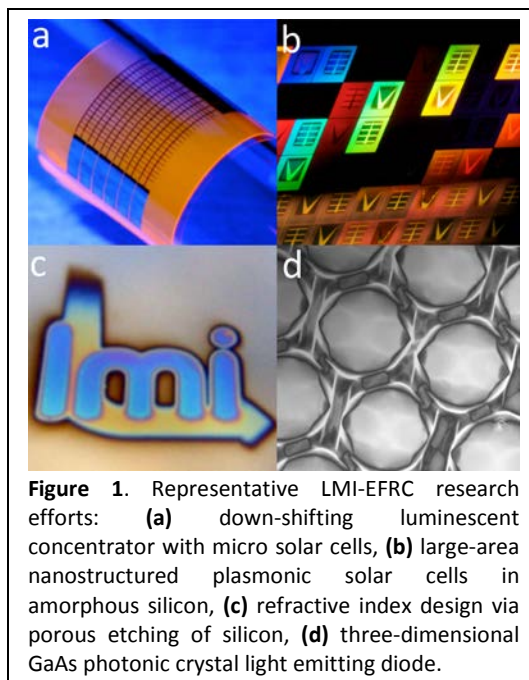 a
b
c
d
lmi
Figure 1. Representative LMI-EFRC research
efforts: (a) down-shifting luminescent
concentrator with micro solar cells, (b) large-area
nanostructured plasmonic solar cells in
amorphous silicon, (c) refractive index design via
porous etching of silicon, (d) three-dimensional
GaAs photonic crystal light emitting diode.